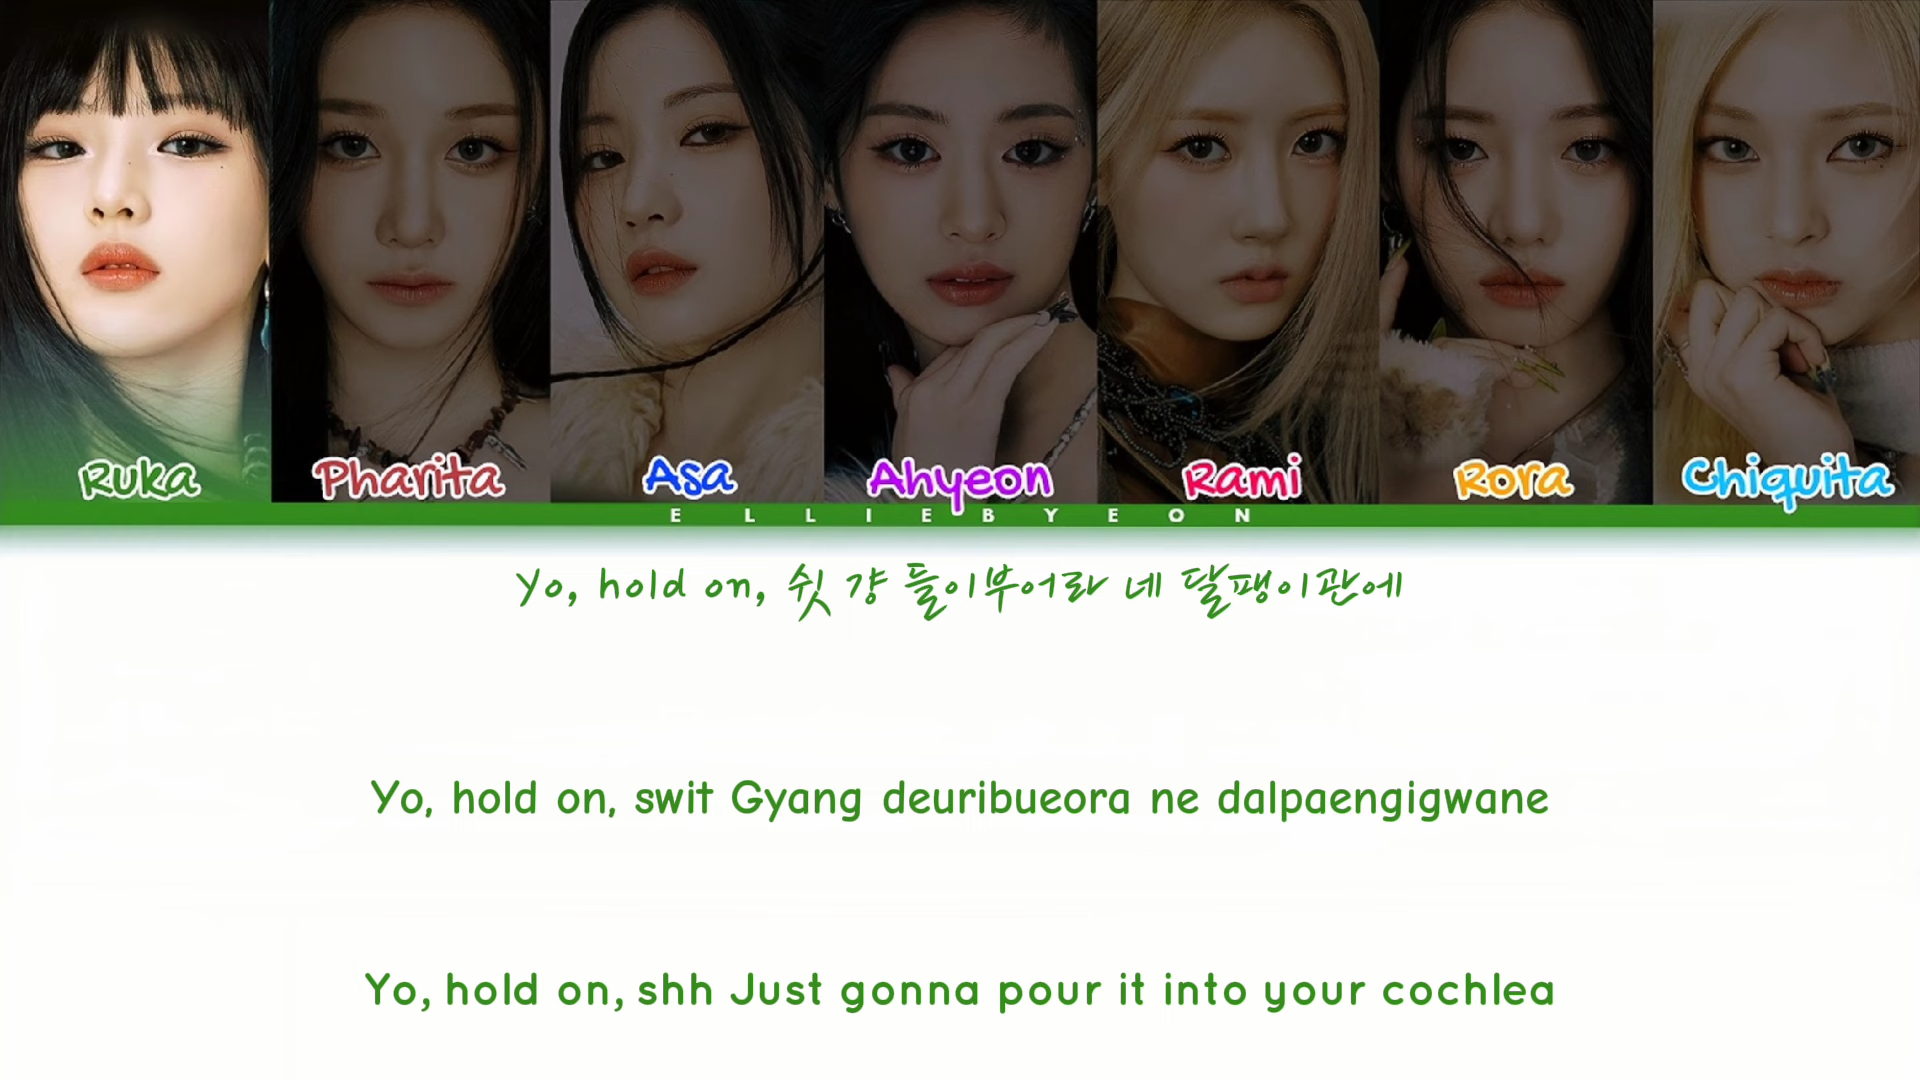 Ruka Pharita Asa Ahyeon Rami Rora Chiquita
ELLIEBYEON
Yo, hold on, 쉿 걍 들이부어라 네 달팽이관에
Yo, hold on, swit Gyang deuribueora ne dalpaengigwane
Yo, hold on, shh Just gonna pour it into your cochlea